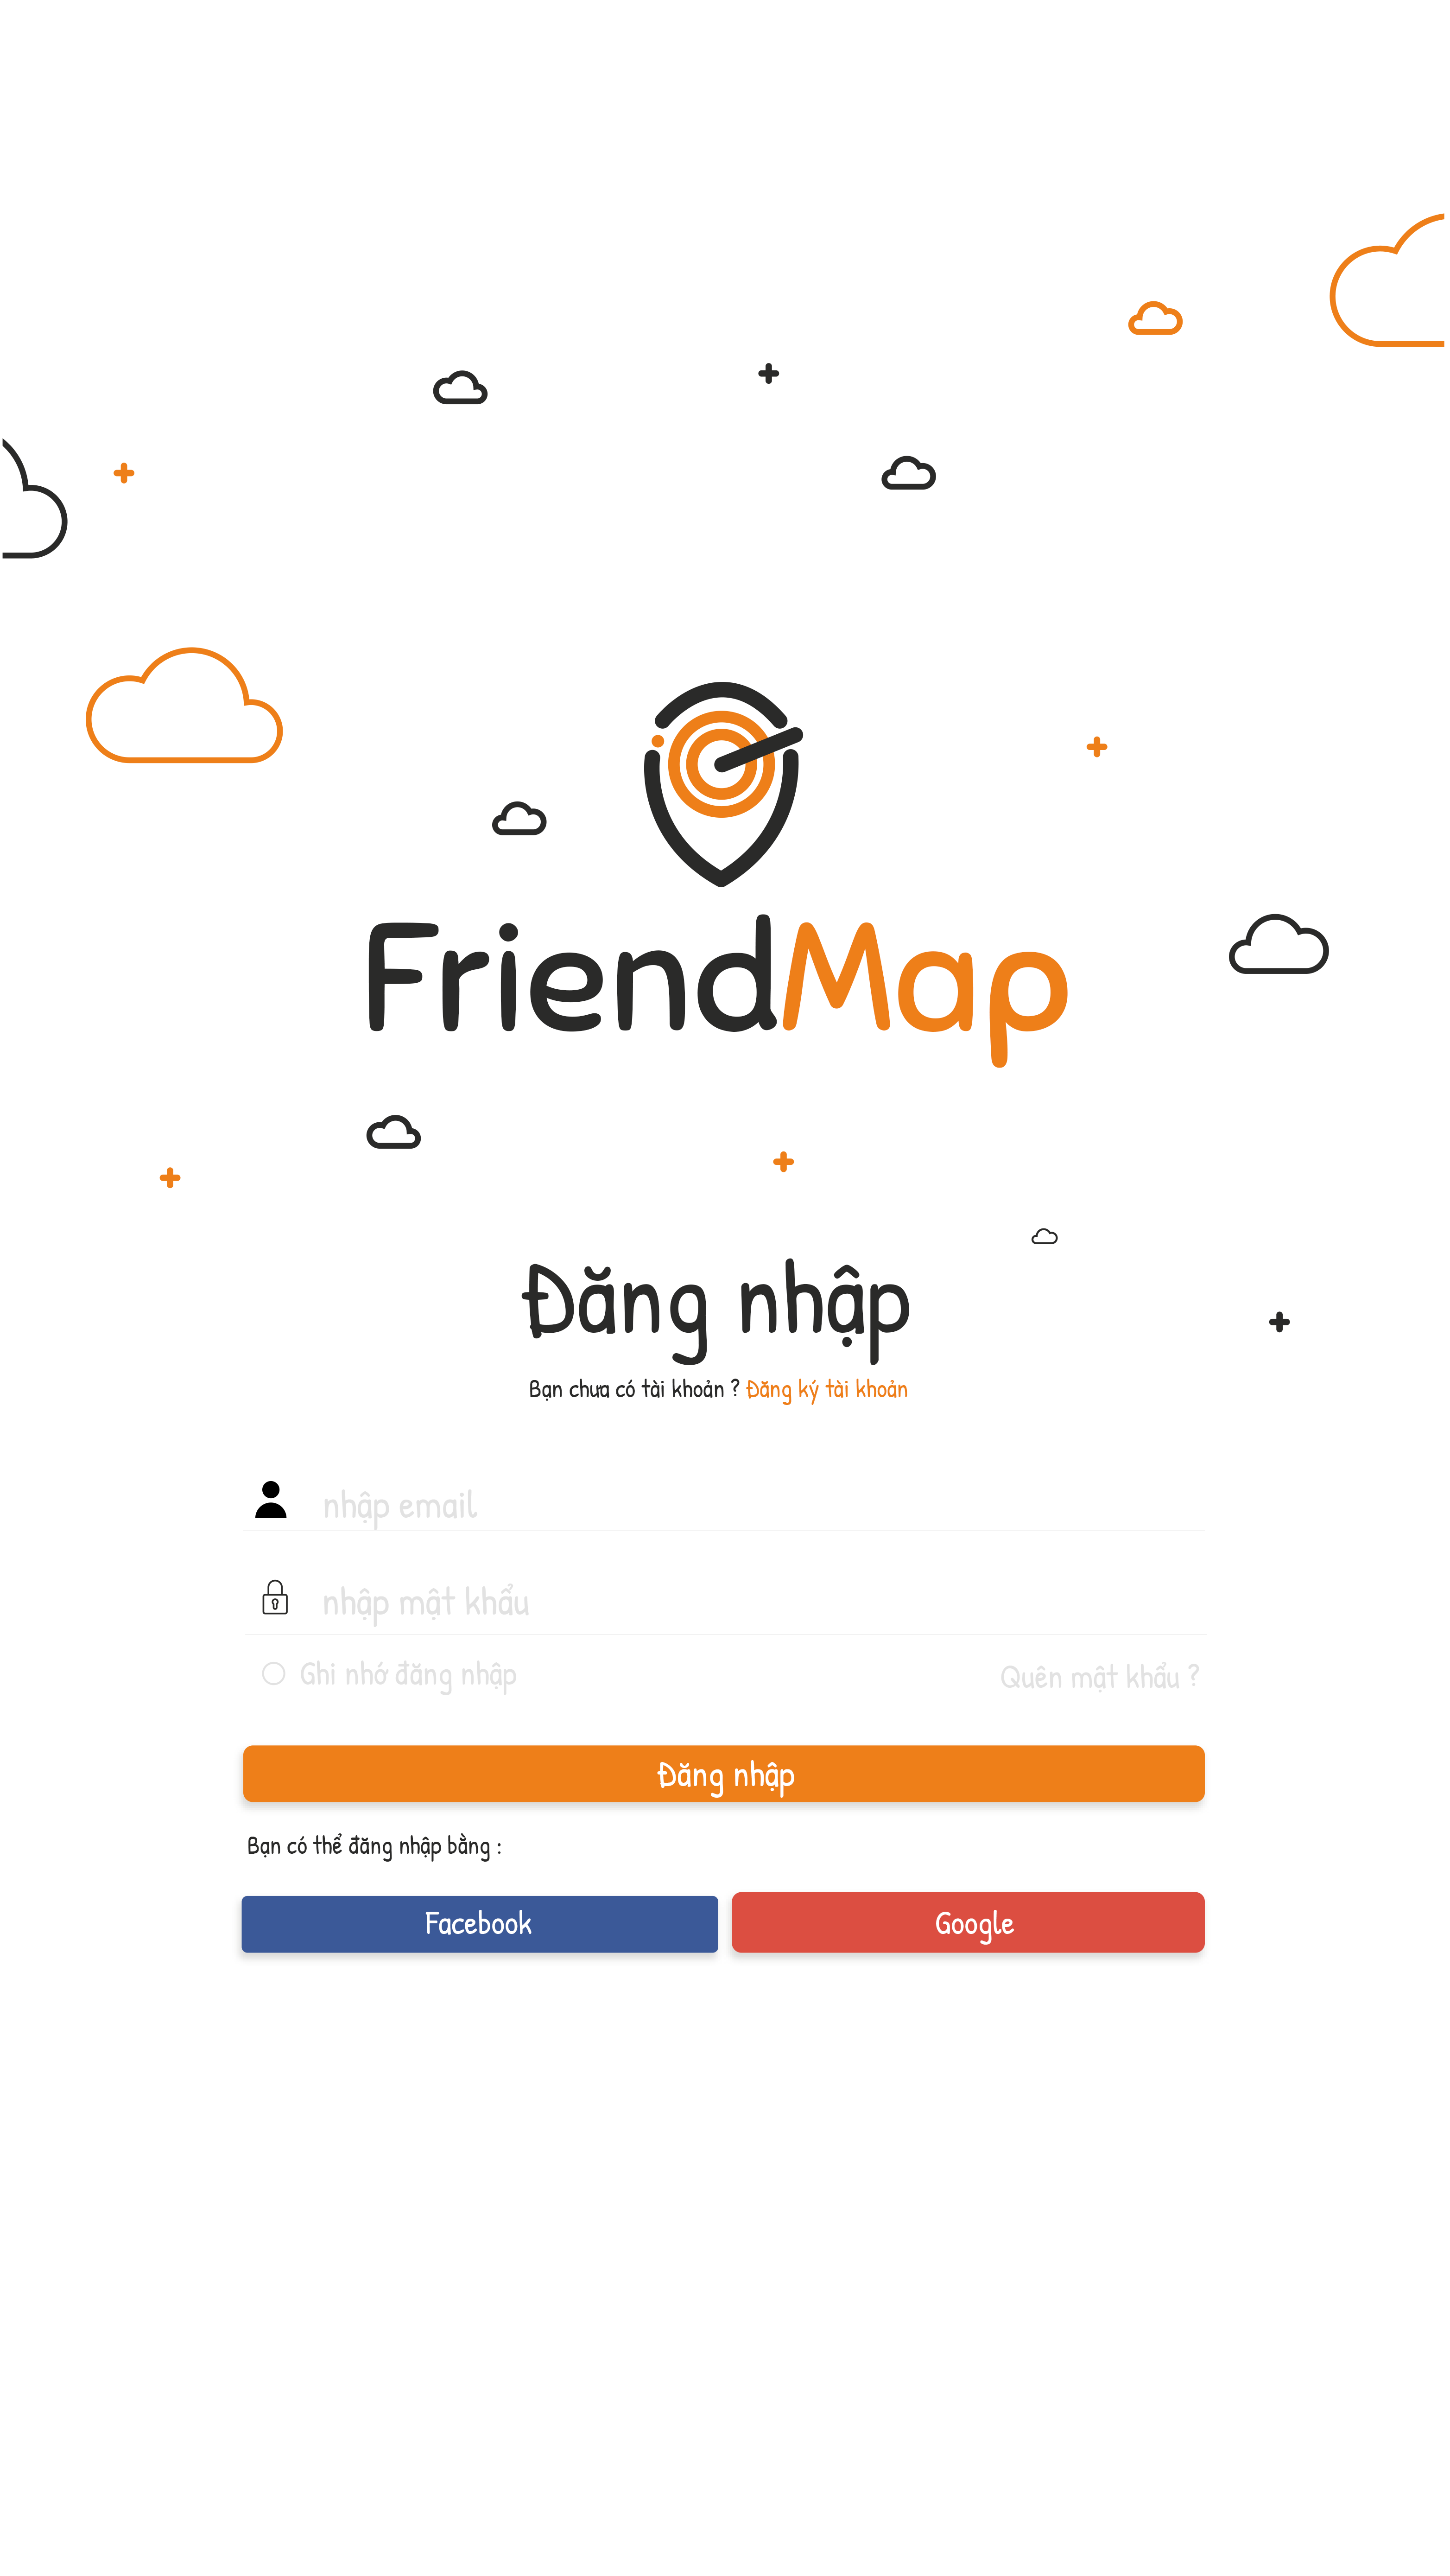 FriendMap
Đăng nhập
Bạn chưa có tài khoản ? Đăng ký tài khoản
nhập email
nhập mật khẩu
Ghi nhớ đăng nhập
Quên mật khẩu ?
Đăng nhập
Bạn có thể đăng nhập bằng :
Facebook
Google